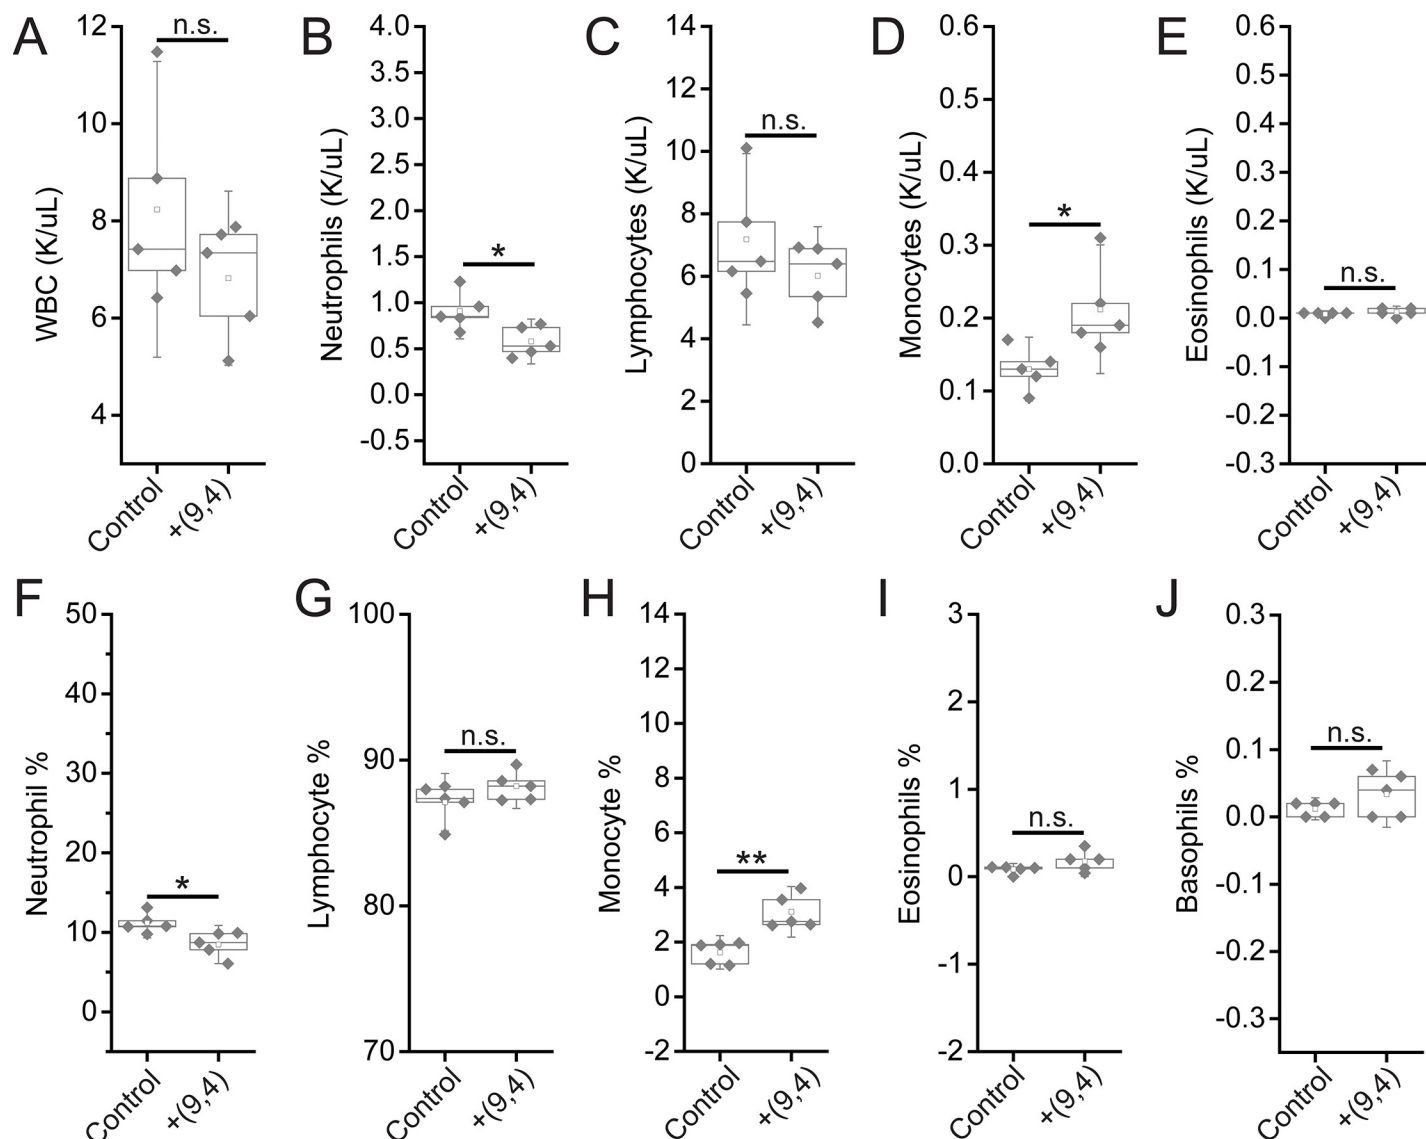 A
WBC (K/uL)
12
10
8
6
4
n.s.
Control
+(9,4)
B
Neutrophils (K/uL)
4.0
3.5
3.0
2.5
2.0
1.5
1.0
0.5
0.0
-0.5
*
Control
+(9,4)
C
Lymphocytes (K/uL)
14
12
10
8
6
4
2
0
n.s.
Control
+(9,4)
D
Monocytes (K/uL)
0.6
0.5
0.4
0.3
0.2
0.1
0.0
*
Control
+(9,4)
E
Eosinophils (K/uL)
0.6
0.5
0.4
0.3
0.2
0.1
0.0
-0.1
-0.2
-0.3
n.s.
Control
+(9,4)
F
Neutrophil %
50
40
30
20
10
0
*
Control
+(9,4)
G
Lymphocyte %
100
90
80
70
n.s.
Control
+(9,4)
H
Monocyte %
14
12
10
8
6
4
2
0
-2
**
Control
+(9,4)
I
Eosinophils %
3
2
1
0
-1
-2
n.s.
Control
+(9,4)
J
Basophils %
0.3
0.2
0.1
0.0
-0.1
-0.2
-0.3
n.s.
Control
+(9,4)